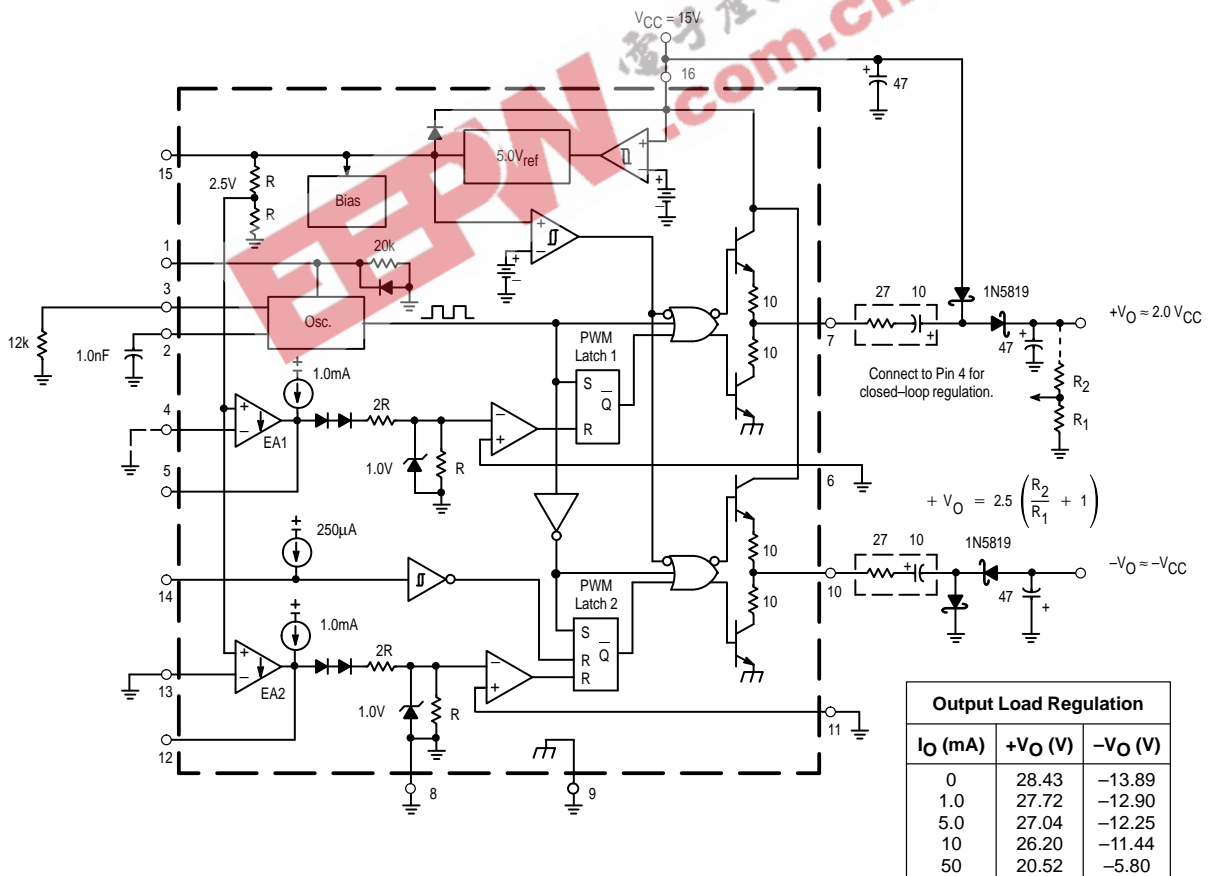 EEPW.com.cn
電子產
VCC = 15V
16
+
47
15
2.5V
R
R
Bias
5.0Vref
+
–
+
–
+
–
+
–
1
20k
3
Osc.
12k
2
1.0nF
PWM
Latch 1
S
Q
R
10
10
7
27
10
+
1N5819
+
47
+VO ≈ 2.0 VCC
Connect to Pin 4 for
closed–loop regulation.
R2
R1
+
1.0mA
4
+
–
EA1
2R
5
1.0V
R
–
+
6
+ VO = 2.5 (R2/R1 + 1)
+
250µA
14
10
10
10
27
10
+
1N5819
47
+
–VO ≈ –VCC
PWM
Latch 2
S
Q
R
R
+
1.0mA
13
+
–
EA2
2R
12
1.0V
R
–
+
11
8
9
Output Load Regulation
IO (mA) +VO (V) –VO (V)
0 28.43 –13.89
1.0 27.72 –12.90
5.0 27.04 –12.25
10 26.20 –11.44
50 20.52 –5.80